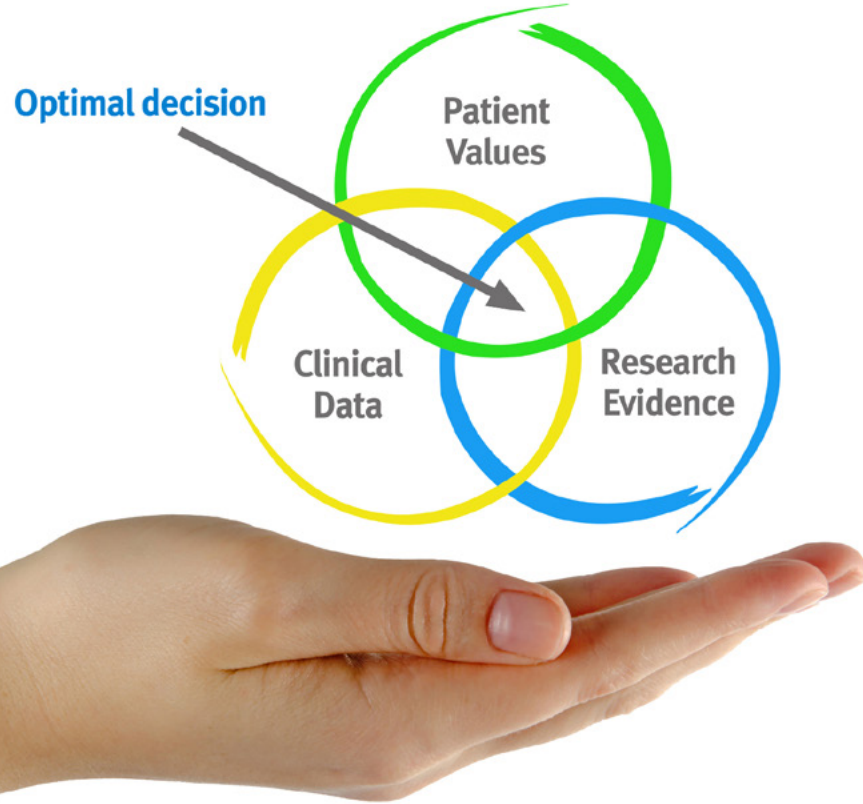 Optimal decision
Patient
Values
Clinical
Data
Research
Evidence